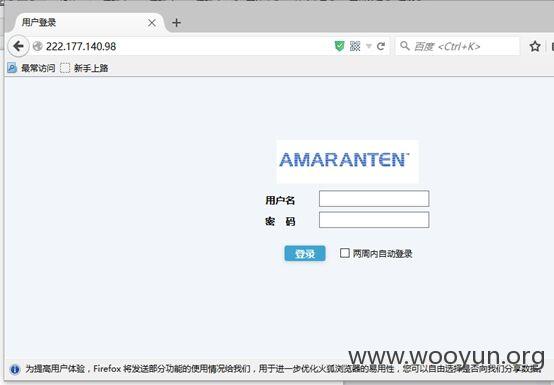 用户登录
222.177.140.98
百度 <Ctrl+K>
最常访问 新手上路
AMARANTEN
用户名
密 码
登录 两周内自动登录
www.wooyun.org
为提高用户体验，Firefox 将发送部分功能的使用情况给我们，用于进一步优化火狐浏览器的易用性，您可以自由选择是否向我们分享数据。